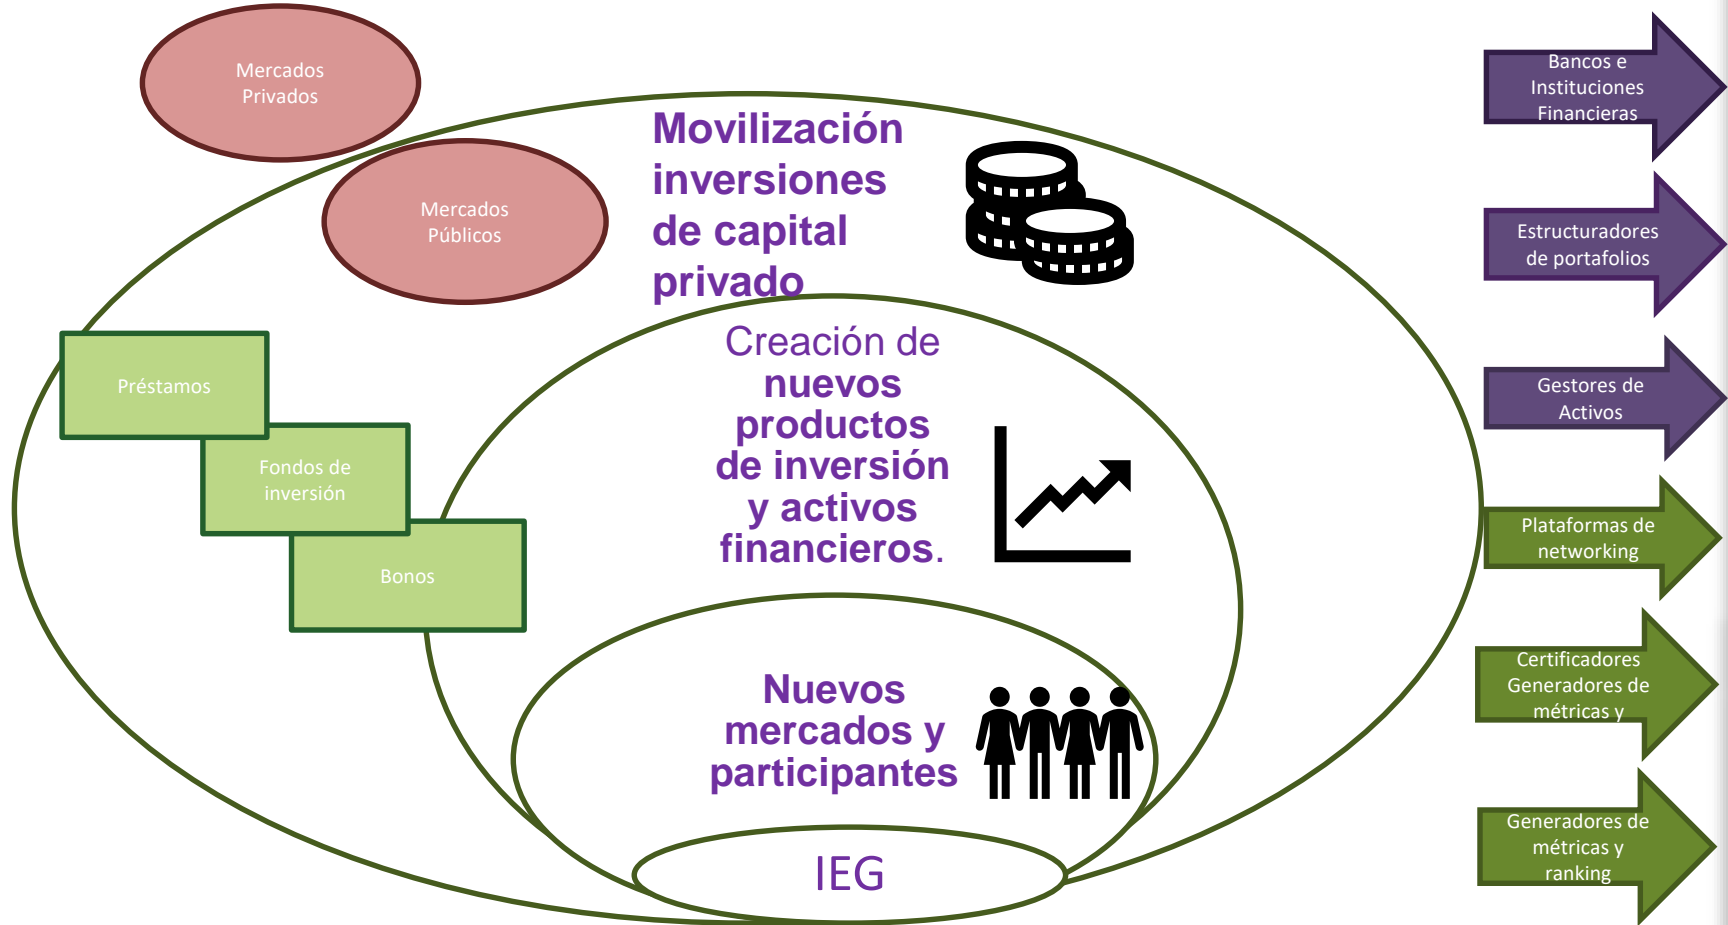 Mercados
Privados
Mercados
Públicos
Movilización
inversiones
de capital
privado
Préstamos
Fondos de
inversión
Bonos
Creación de
nuevos
productos
de inversión
y activos
financieros.
Nuevos
mercados y
participantes
IEG
Bancos e
Instituciones
Financieras
Estructuradores
de portafolios
Gestores de
Activos
Plataformas de
networking
Certificadores
Generadores de
métricas y
Generadores de
métricas y
ranking